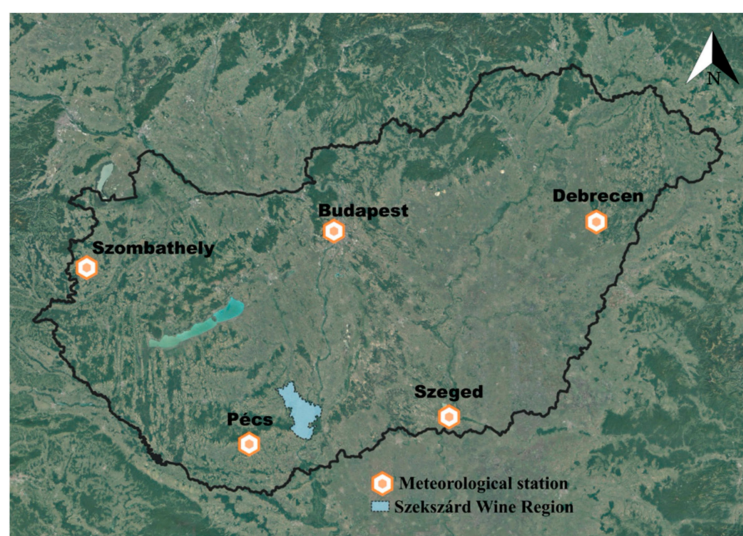 N
Debrecen
Budapest
Szombathely
Szeged
Pécs
Meteorological station
Szekszárd Wine Region